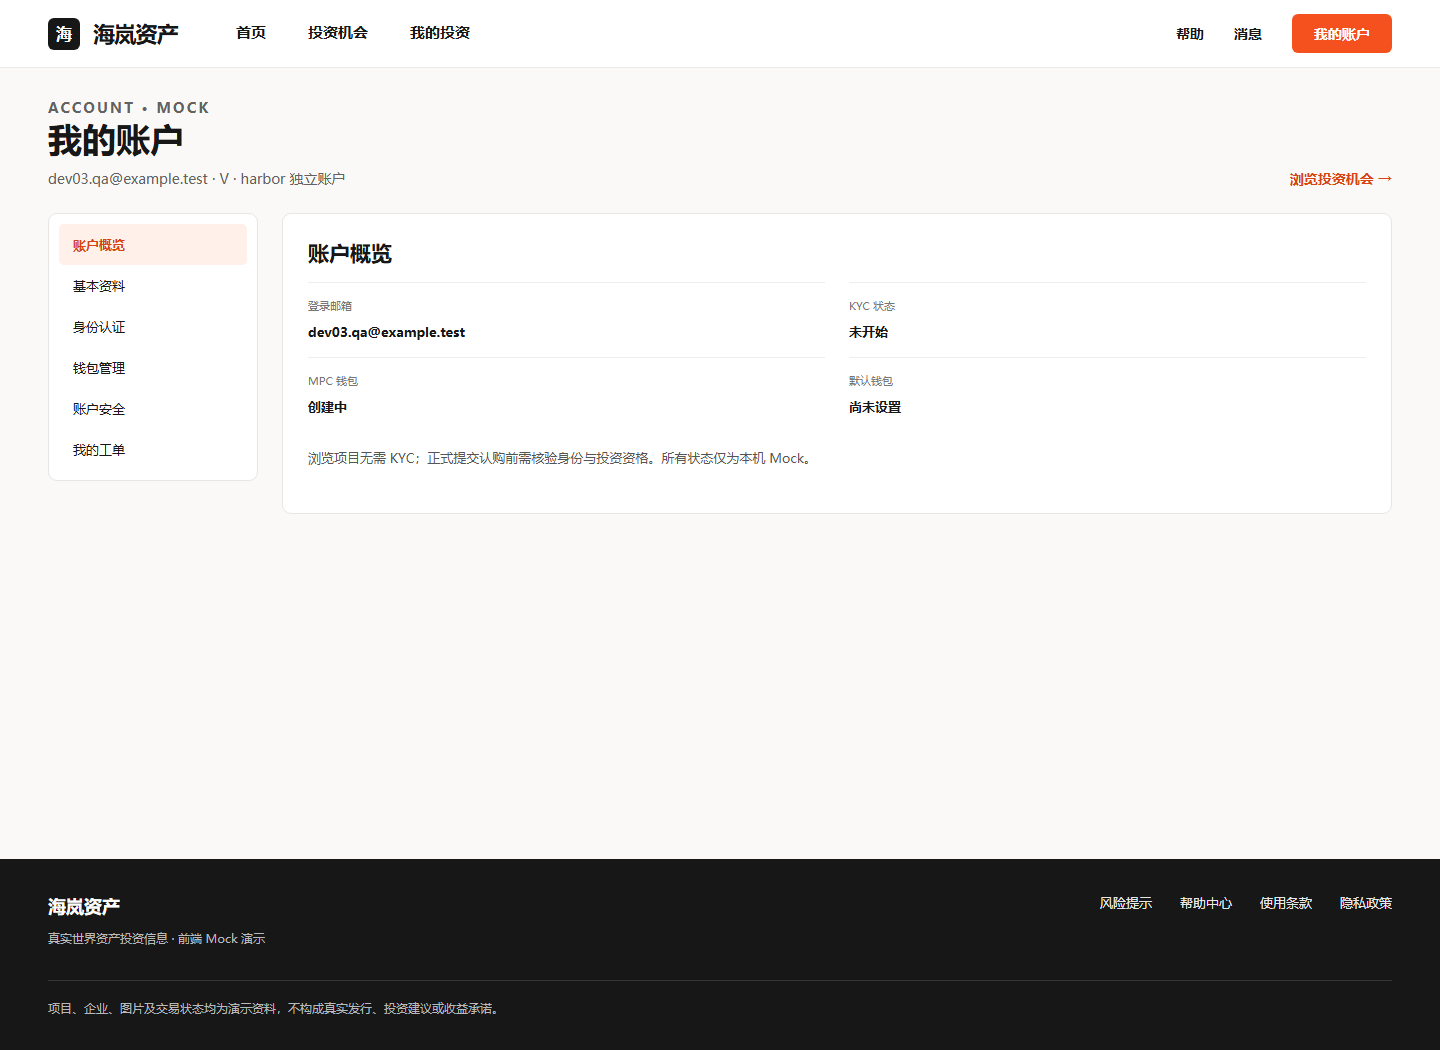 海 海岚资产 首页 投资机会 我的投资 帮助 消息 我的账户
ACCOUNT • MOCK
我的账户
dev03.qa@example.test · V · harbor 独立账户 浏览投资机会 →
账户概览
基本资料
身份认证
钱包管理
账户安全
我的工单
账户概览
登录邮箱 KYC 状态
dev03.qa@example.test 未开始
MPC 钱包 默认钱包
创建中 尚未设置
浏览项目无需 KYC；正式提交认购前需核验身份与投资资格。所有状态仅为本机 Mock。
海岚资产 风险提示 帮助中心 使用条款 隐私政策
真实世界资产投资信息 · 前端 Mock 演示
项目、企业、图片及交易状态均为演示资料，不构成真实发行、投资建议或收益承诺。